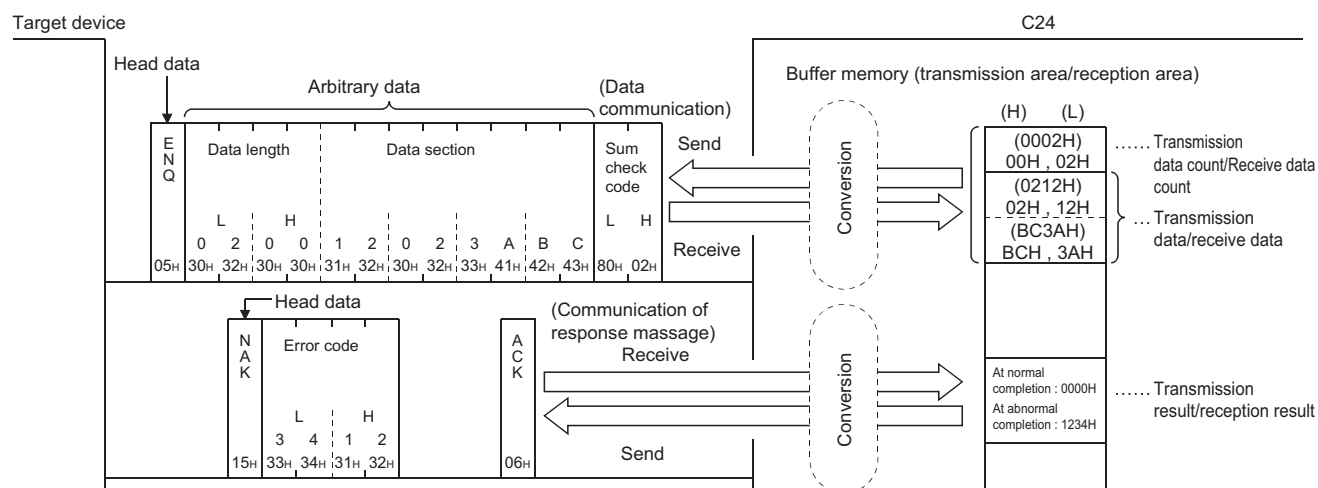 Target device
C24
Head data
Arbitrary data
(Data
communication)
Buffer memory (transmission area/reception area)
(H) (L)
E
N
Q
Data length
Data section
Sum
check
code
Send
Receive
Conversion
L H
L H
0 2 0 0 1 2 0 2 3 A B C
05H 30H 32H 30H 30H 31H 32H 30H 32H 33H 41H 42H 43H 80H 02H
(0002H)
00H , 02H
(0212H)
02H , 12H
(BC3AH)
BCH , 3AH
...... Transmission
data count/Receive data
count
... Transmission
data/receive data
Head data
(Communication of
response massage)
Receive
N
A
K
Error code
L H
3 4 1 2
15H 33H 34H 31H 32H
A
C
K
06H
Send
Conversion
At normal
completion : 0000H
At abnormal
completion : 1234H
...... Transmission
result/reception result